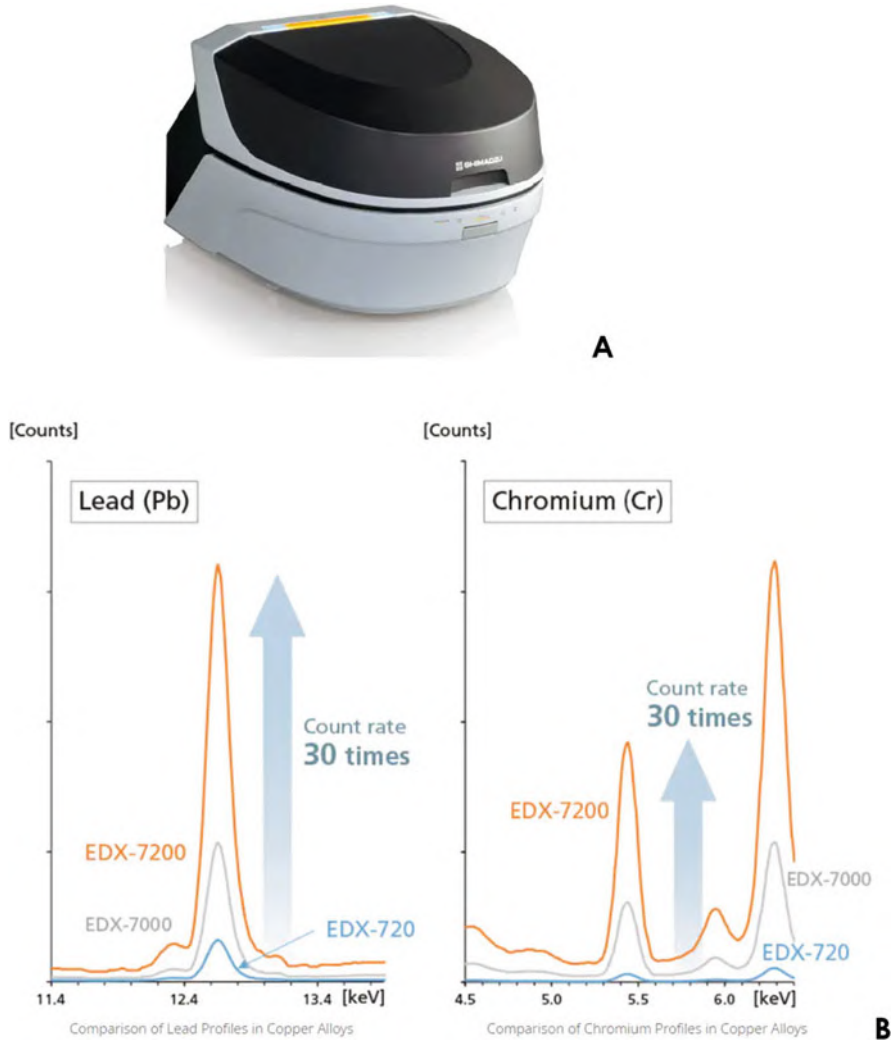 SHIMADZU
A
[Counts]
Lead (Pb)
Count rate
30 times
EDX-7200
EDX-7000
EDX-720
11.4 12.4 13.4 [keV]
Comparison of Lead Profiles in Copper Alloys
[Counts]
Chromium (Cr)
Count rate
30 times
EDX-7200
EDX-7000
EDX-720
4.5 5.0 5.5 6.0 [keV]
Comparison of Chromium Profiles in Copper Alloys
B